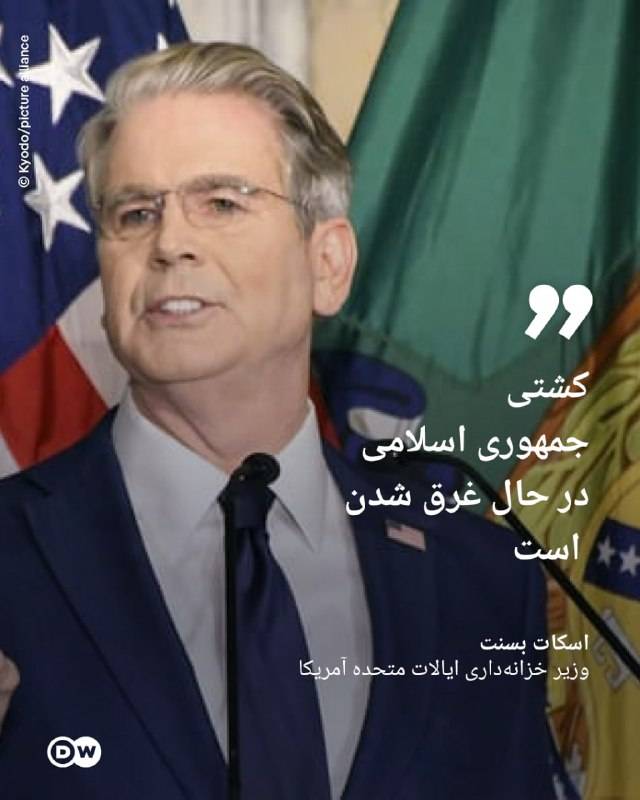 © Kyodo/picture alliance
کشتی
جمهوری اسلامی
در حال غرق شدن
است
اسکات بسنت
وزیر خزانه‌داری ایالات متحده آمریکا
DW